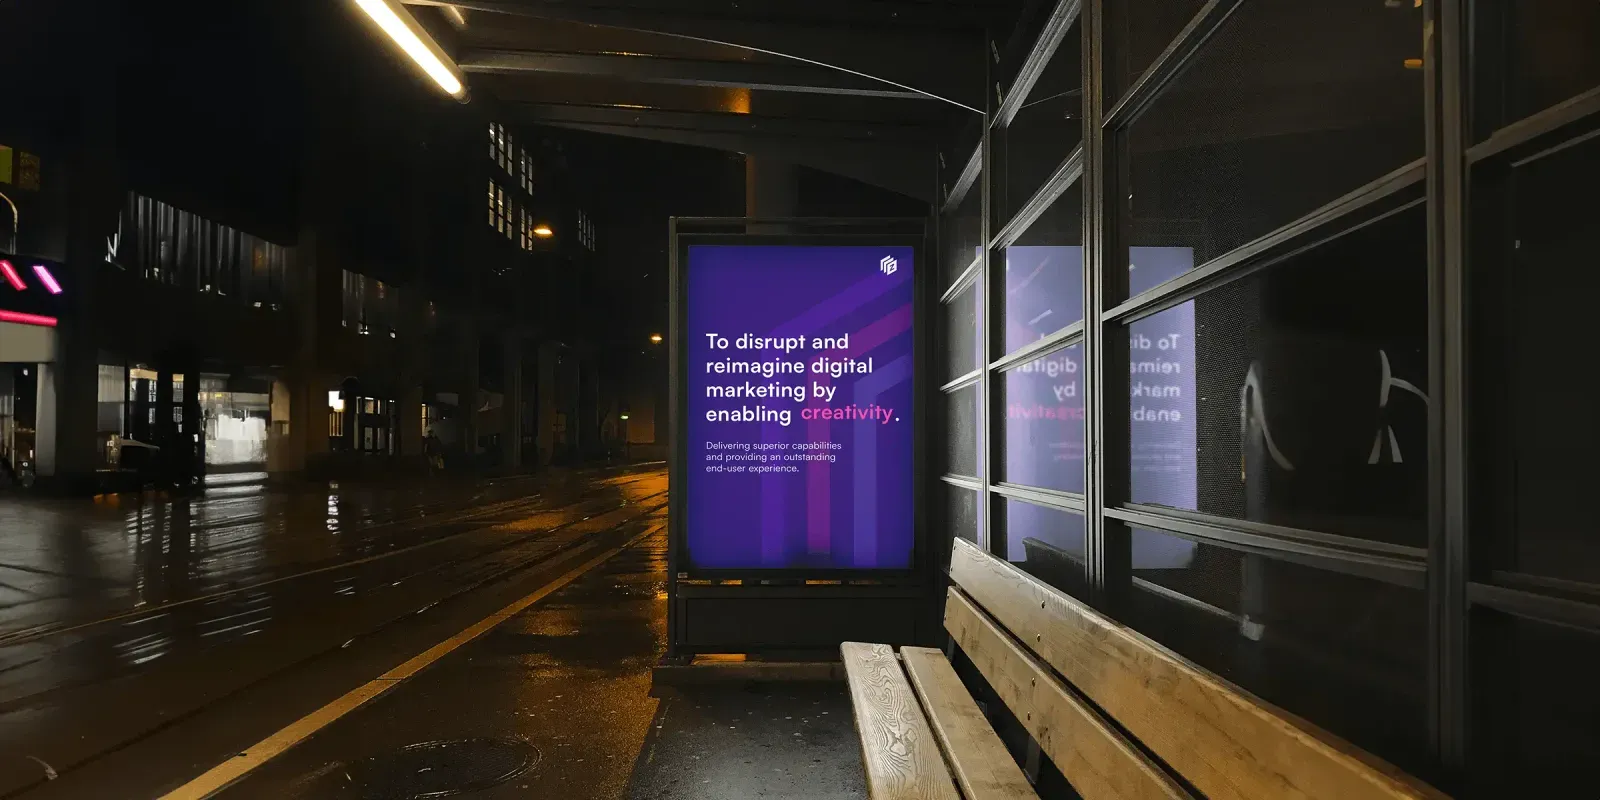 To disrupt and
reimagine digital
marketing by
enabling creativity.
Delivering superior capabilities
and providing an outstanding
end-user experience.